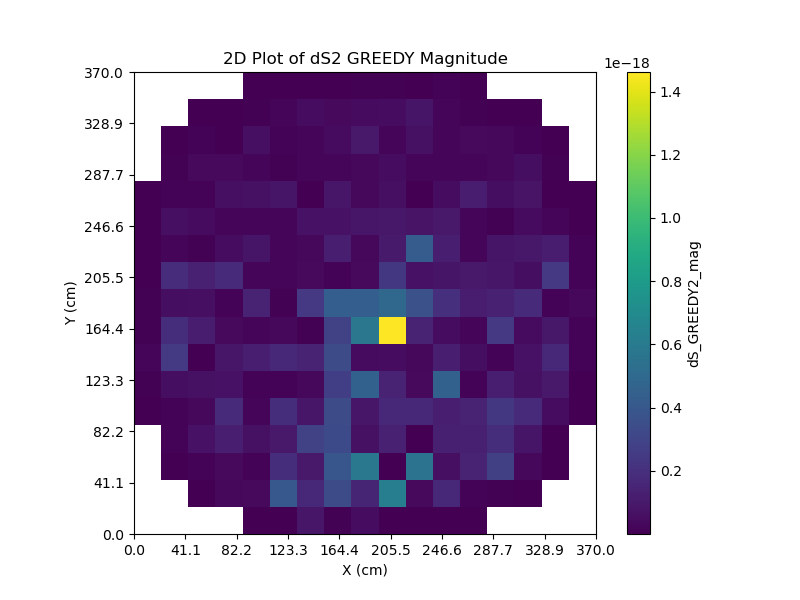 2D Plot of dS2 GREEDY Magnitude
1e−18
370.0
328.9
287.7
246.6
205.5
164.4
123.3
82.2
41.1
0.0
Y (cm)
0.0 41.1 82.2 123.3 164.4 205.5 246.6 287.7 328.9 370.0
X (cm)
1.4
1.2
1.0
0.8
0.6
0.4
0.2
dS_GREEDY2_mag